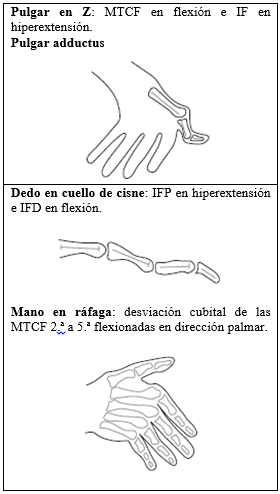 Pulgar en Z: MTCF en flexión e IF en
hiperextensión.
Pulgar adductus
Dedo en cuello de cisne: IFP en hiperextensión
e IFD en flexión.
Mano en ráfaga: desviación cubital de las
MTCF 2.ª a 5.ª flexionadas en dirección palmar.